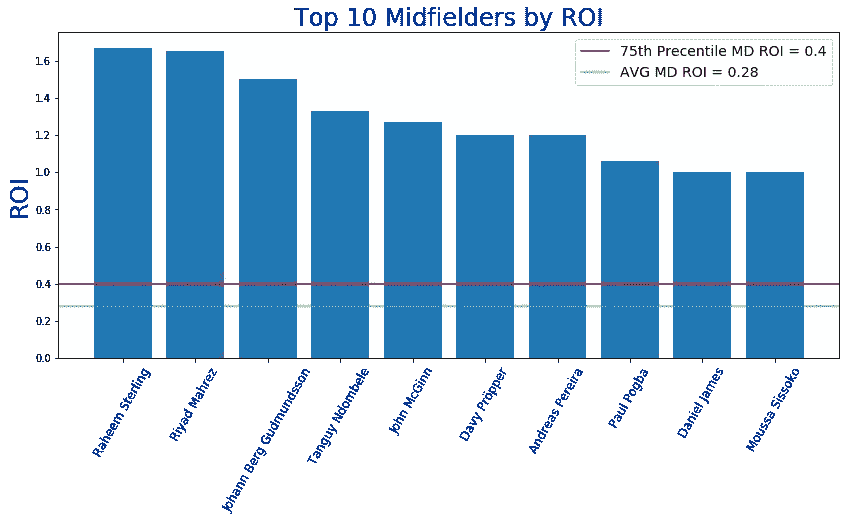 Top 10 Midfielders by ROI
75th Precentile MD ROI = 0.4
AVG MD ROI = 0.28
ROI
1.6
1.4
1.2
1.0
0.8
0.6
0.4
0.2
0.0
Raheem Sterling
Riyad Mahrez
Johann Berg Gudmundsson
Tanguy Ndombele
John McGinn
Davy Pröpper
Andreas Pereira
Paul Pogba
Daniel James
Moussa Sissoko